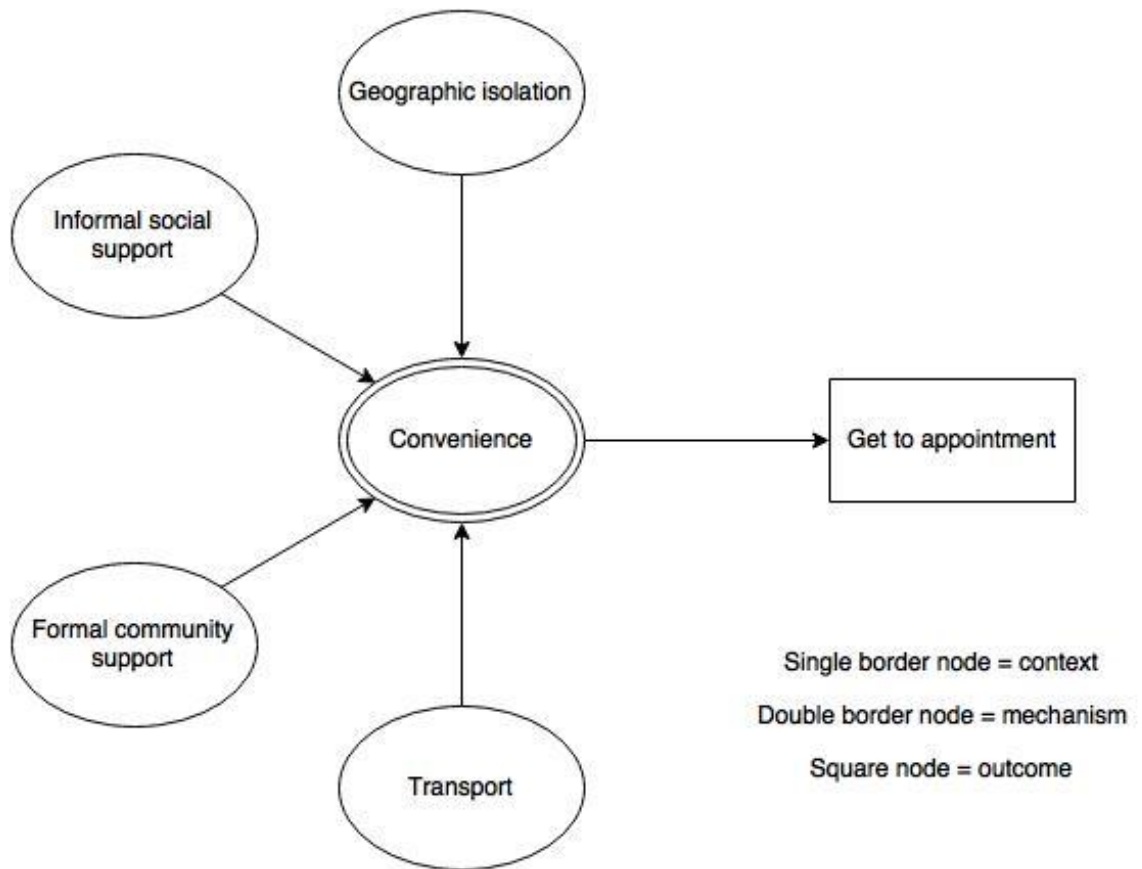 Geographic isolation
Informal social
support
Convenience
Get to appointment
Formal community
support
Single border node = context
Double border node = mechanism
Square node = outcome
Transport